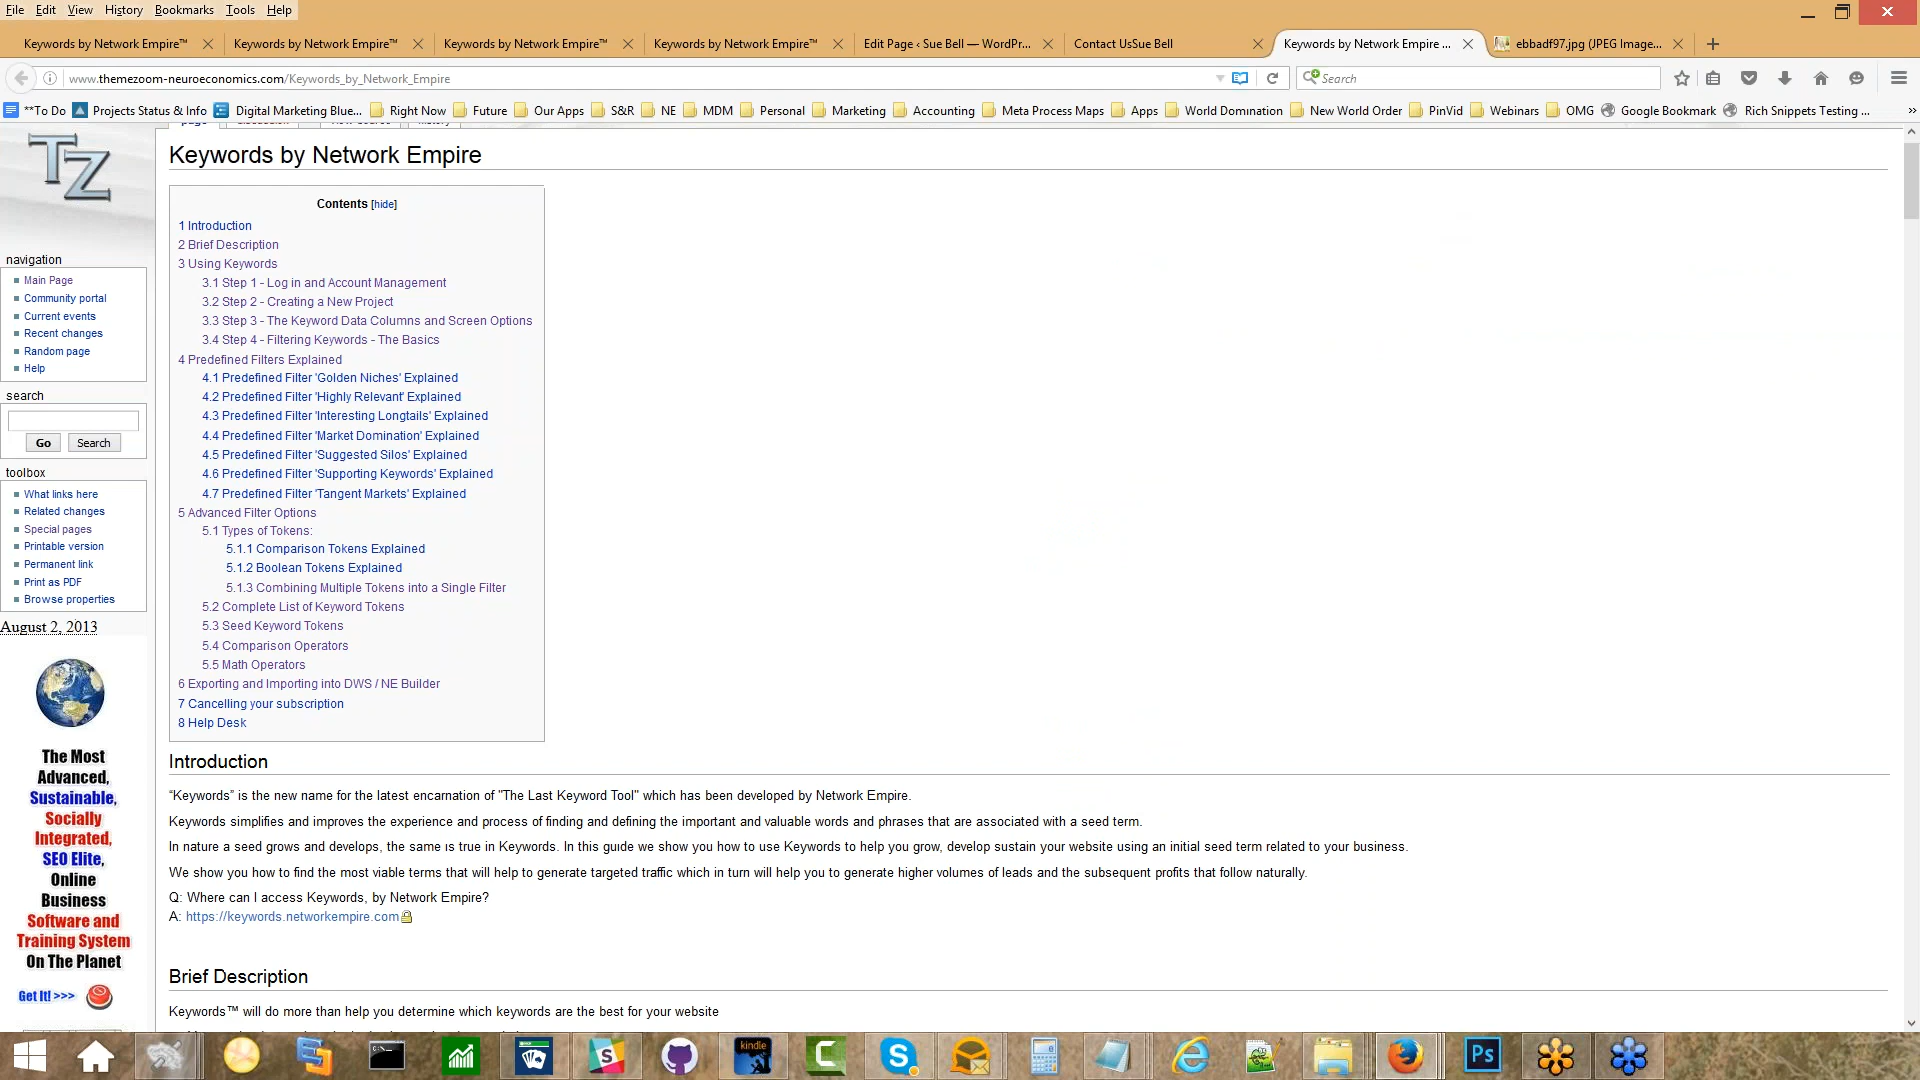 File Edit View History Bookmarks Tools Help
Keywords by Network Empire™ Keywords by Network Empire™ Keywords by Network Empire™ Keywords by Network Empire™ Edit Page ‹ Sue Bell — WordPr... Contact UsSue Bell Keywords by Network Empire ... ebbadf97.jpg (JPEG Image...
www.themezoom-neuroeconomics.com/Keywords_by_Network_Empire Search
**To Do Projects Status & Info Digital Marketing Blue... Right Now Future Our Apps S&R NE MDM Personal Marketing Accounting Meta Process Maps Apps World Domination New World Order PinVid Webinars OMG Google Bookmark Rich Snippets Testing ...
TZ
navigation
Main Page
Community portal
Current events
Recent changes
Random page
Help
search
Go Search
toolbox
What links here
Related changes
Special pages
Printable version
Permanent link
Print as PDF
Browse properties
August 2, 2013
The Most
Advanced,
Sustainable,
Socially
Integrated,
SEO Elite,
Online
Business
Software and
Training System
On The Planet
Get It! >>>
Keywords by Network Empire
Contents [hide]
1 Introduction
2 Brief Description
3 Using Keywords
3.1 Step 1 - Log in and Account Management
3.2 Step 2 - Creating a New Project
3.3 Step 3 - The Keyword Data Columns and Screen Options
3.4 Step 4 - Filtering Keywords - The Basics
4 Predefined Filters Explained
4.1 Predefined Filter 'Golden Niches' Explained
4.2 Predefined Filter 'Highly Relevant' Explained
4.3 Predefined Filter 'Interesting Longtails' Explained
4.4 Predefined Filter 'Market Domination' Explained
4.5 Predefined Filter 'Suggested Silos' Explained
4.6 Predefined Filter 'Supporting Keywords' Explained
4.7 Predefined Filter 'Tangent Markets' Explained
5 Advanced Filter Options
5.1 Types of Tokens:
5.1.1 Comparison Tokens Explained
5.1.2 Boolean Tokens Explained
5.1.3 Combining Multiple Tokens into a Single Filter
5.2 Complete List of Keyword Tokens
5.3 Seed Keyword Tokens
5.4 Comparison Operators
5.5 Math Operators
6 Exporting and Importing into DWS / NE Builder
7 Cancelling your subscription
8 Help Desk
Introduction
“Keywords” is the new name for the latest encarnation of "The Last Keyword Tool" which has been developed by Network Empire.
Keywords simplifies and improves the experience and process of finding and defining the important and valuable words and phrases that are associated with a seed term.
In nature a seed grows and develops, the same is true in Keywords. In this guide we show you how to use Keywords to help you grow, develop sustain your website using an initial seed term related to your business.
We show you how to find the most viable terms that will help to generate targeted traffic which in turn will help you to generate higher volumes of leads and the subsequent profits that follow naturally.
Q: Where can I access Keywords, by Network Empire?
A: https://keywords.networkempire.com
Brief Description
Keywords™ will do more than help you determine which keywords are the best for your website
kindle
Ps